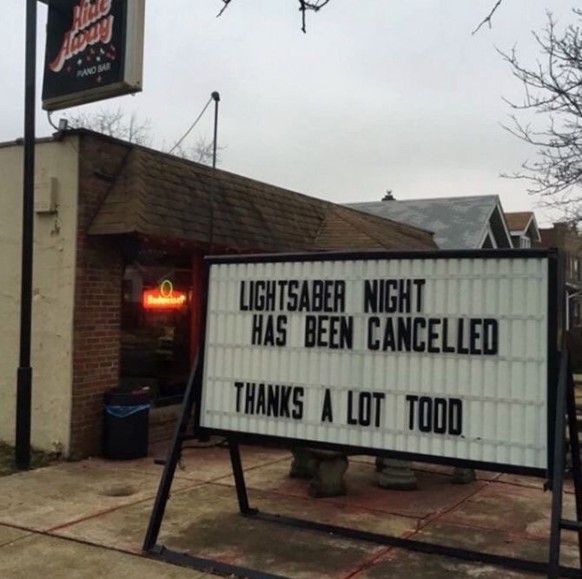 Hide
Away
PIANO BAR
Budweiser
LIGHTSABER NIGHT
HAS BEEN CANCELLED
THANKS A LOT TODD